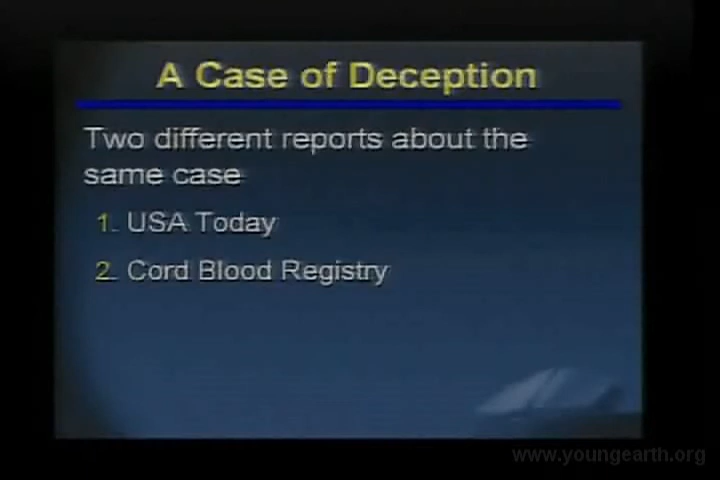 A Case of Deception
Two different reports about the
same case
1. USA Today
2. Cord Blood Registry
www.youngearth.org